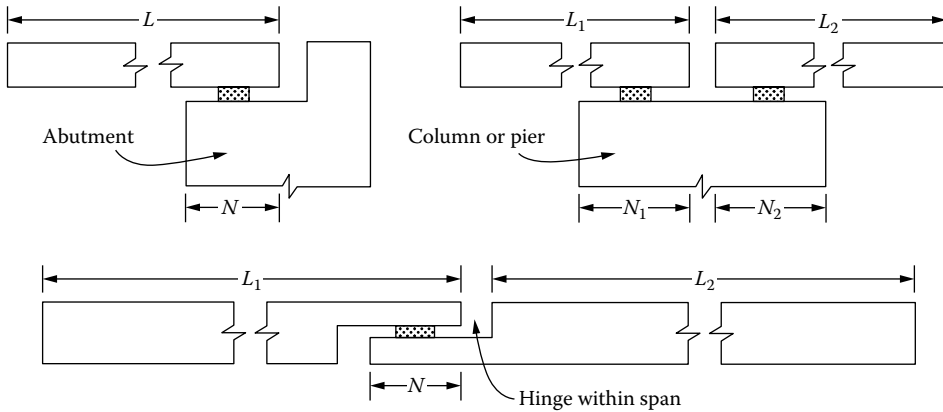 L
L1
L2
Abutment
Column or pier
N
N1
N2
L1
L2
N
Hinge within span